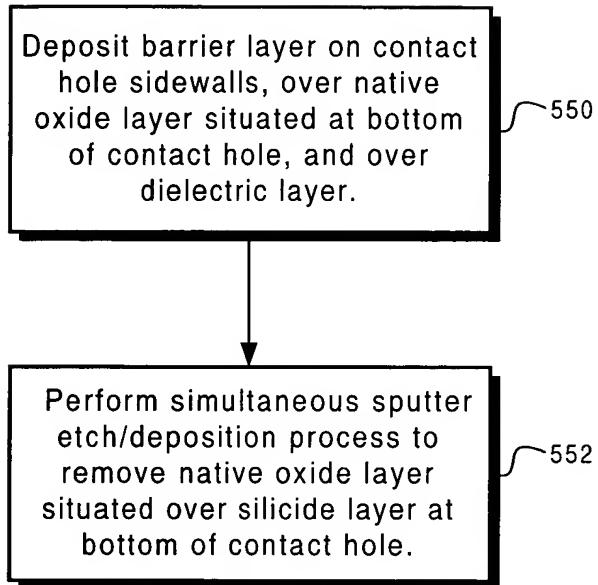 Deposit barrier layer on contact
hole sidewalls, over native
oxide layer situated at bottom
of contact hole, and over
dielectric layer.
550
Perform simultaneous sputter
etch/deposition process to
remove native oxide layer
situated over silicide layer at
bottom of contact hole.
552